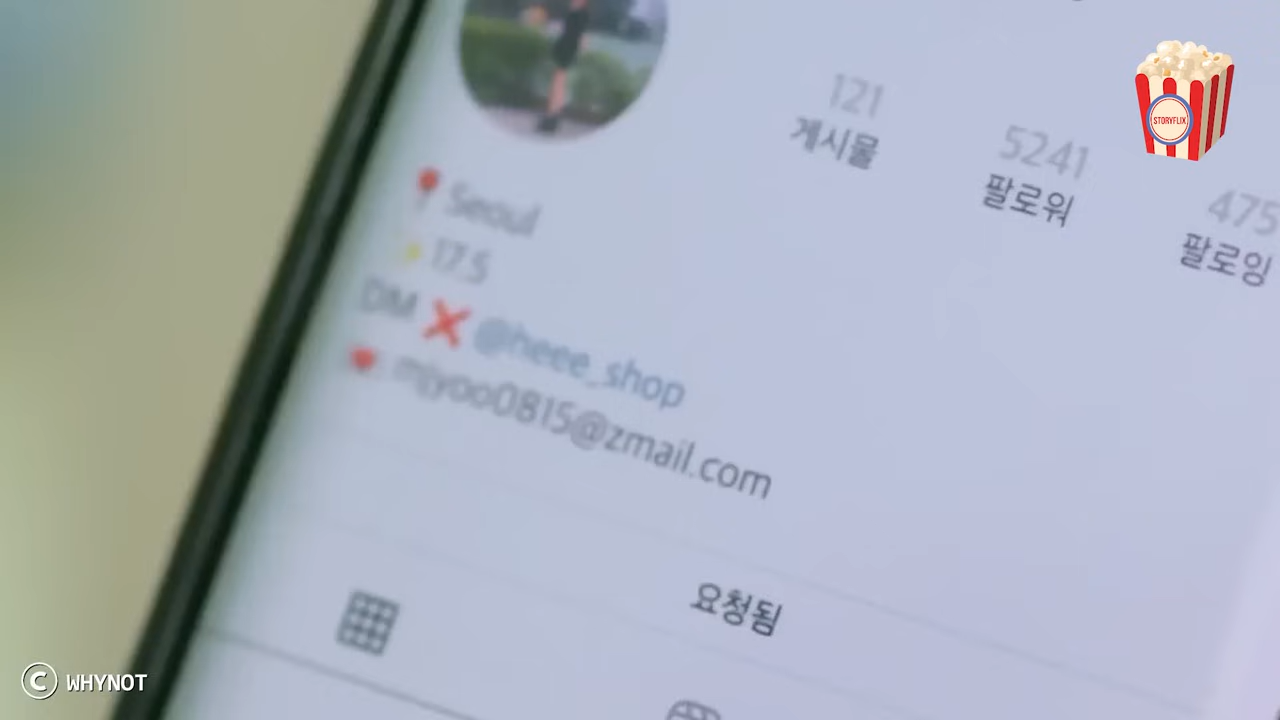 121
게시물
5241
팔로워
475
팔로잉
Seoul
17.5
DM ❌ @heee_shop
mjyoo0815@zmail.com
요청됨
STORYFLIX
© WHYNOT